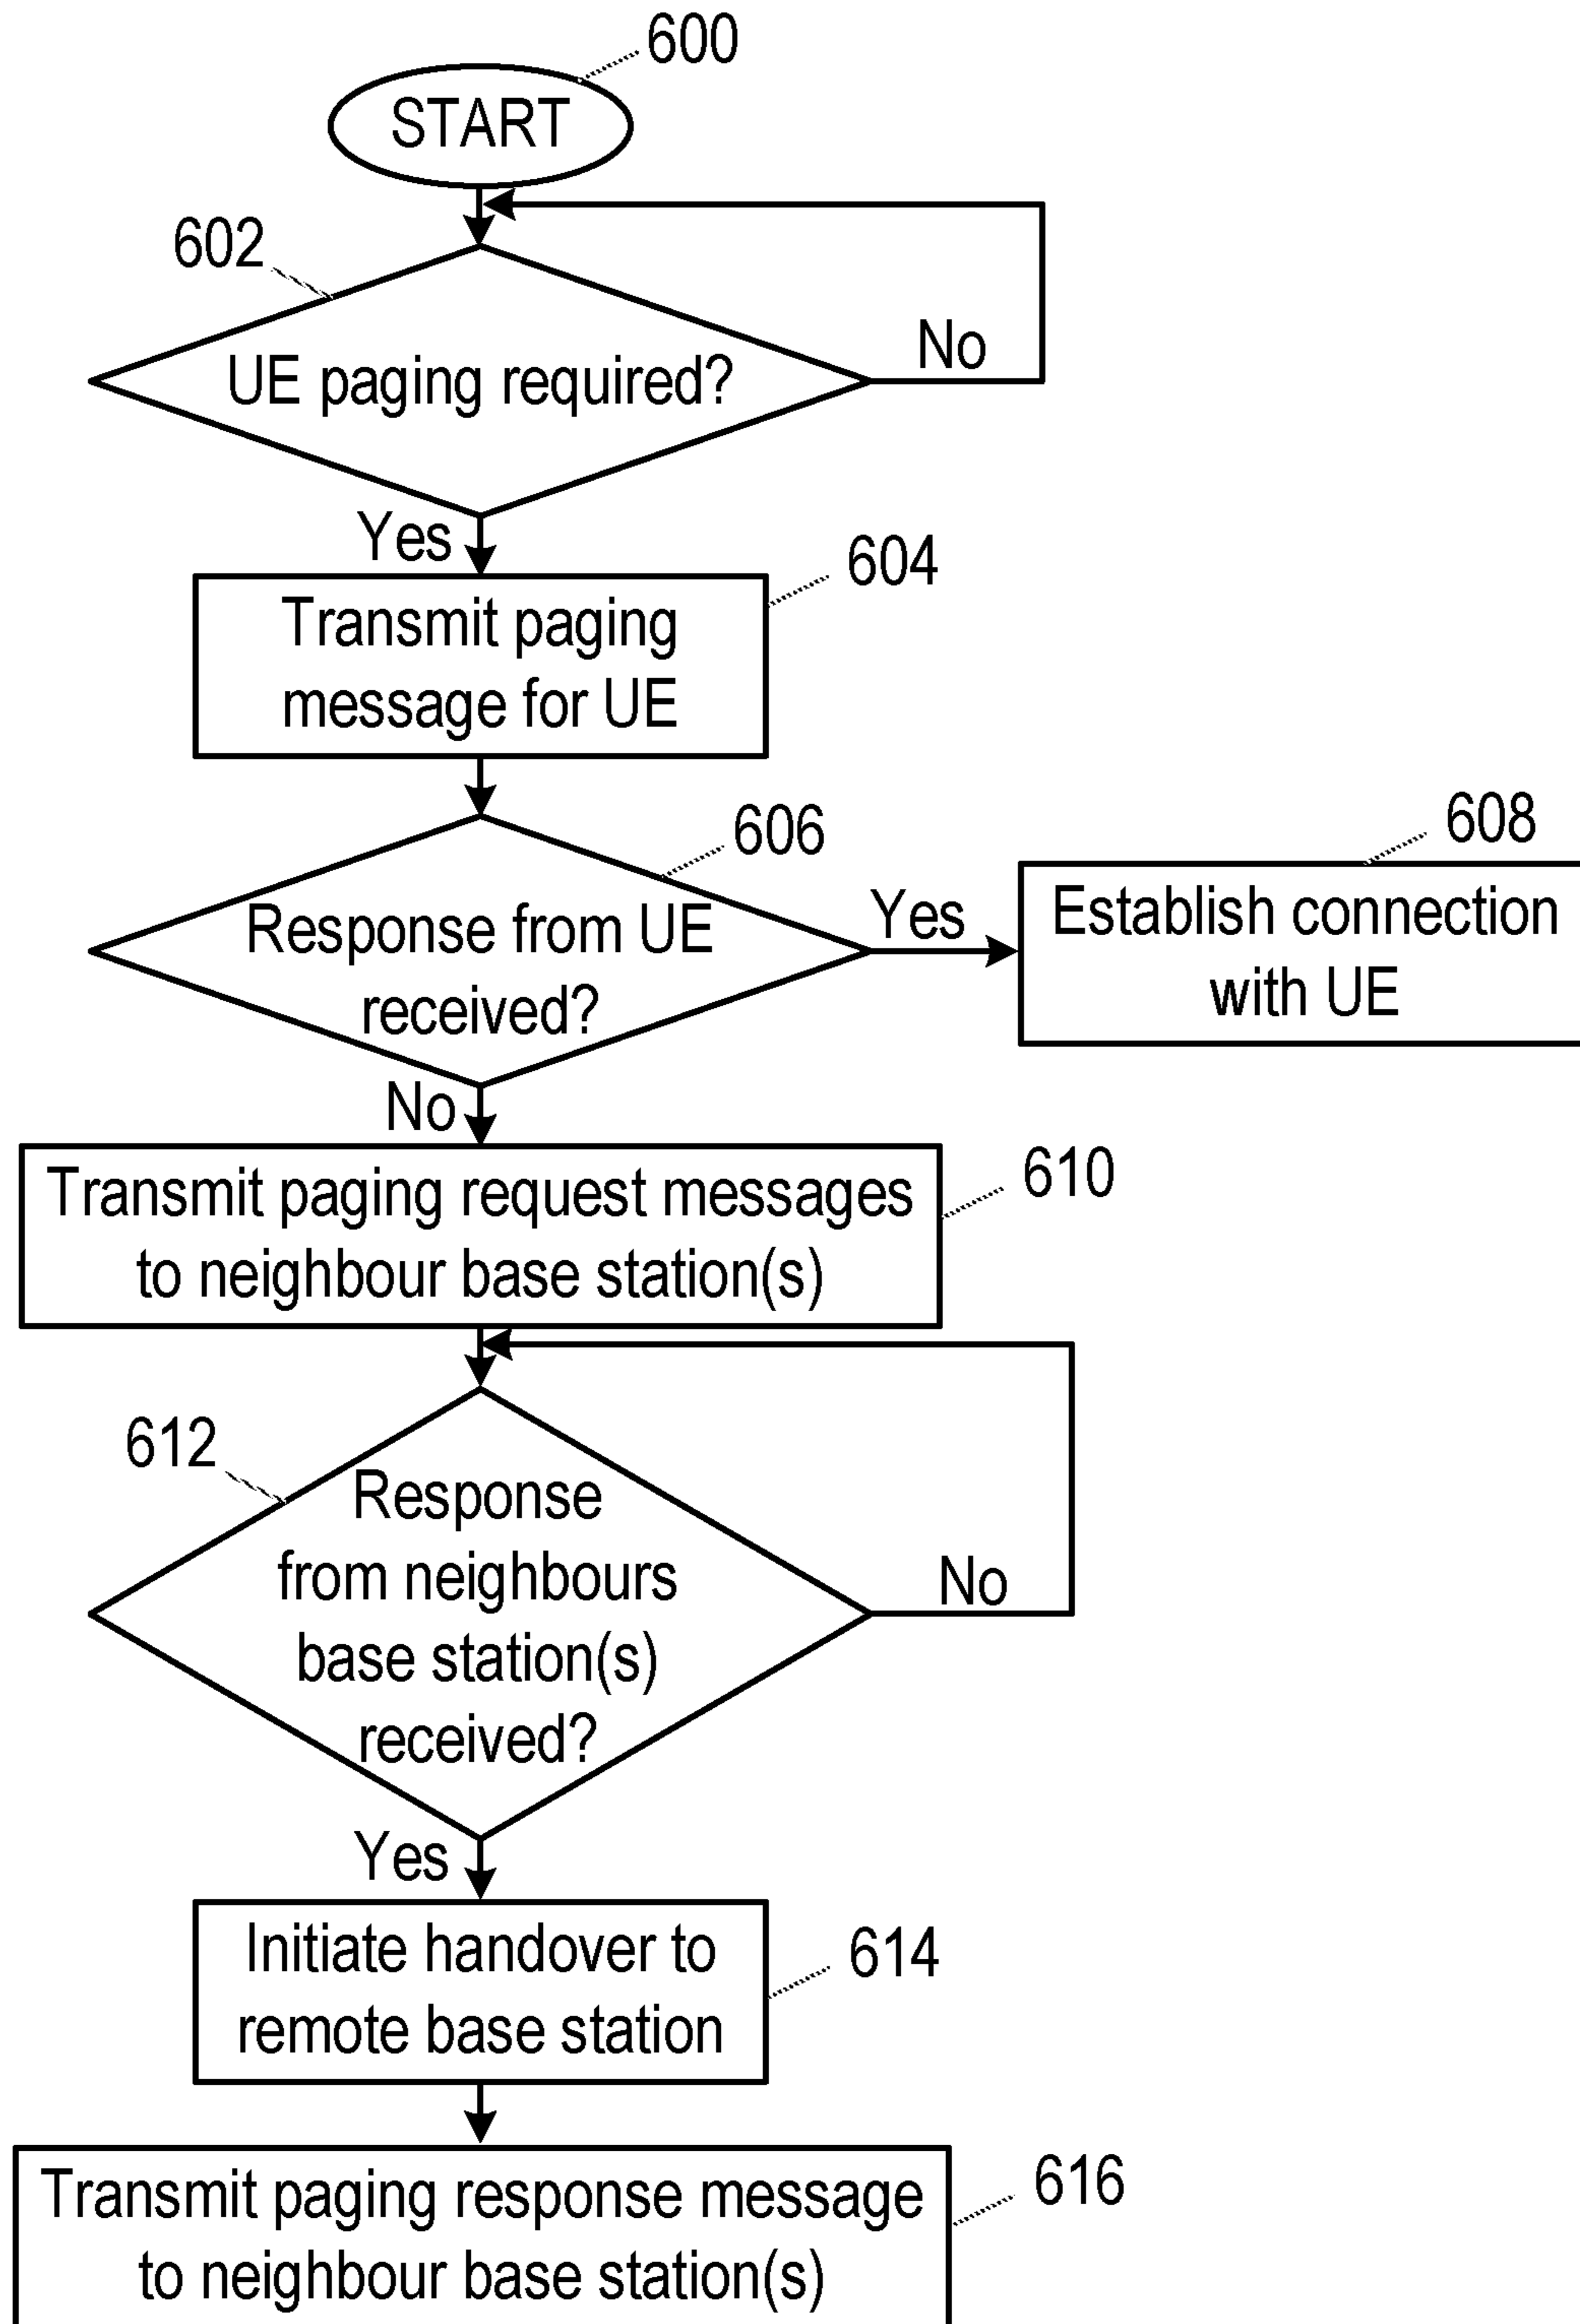 600
START
602
UE paging required?
No
Yes
604
Transmit paging
message for UE
606
608
Response from UE
received?
Yes
Establish connection
with UE
No
610
Transmit paging request messages
to neighbour base station(s)
612
Response
from neighbours
base station(s)
received?
No
Yes
614
Initiate handover to
remote base station
616
Transmit paging response message
to neighbour base station(s)